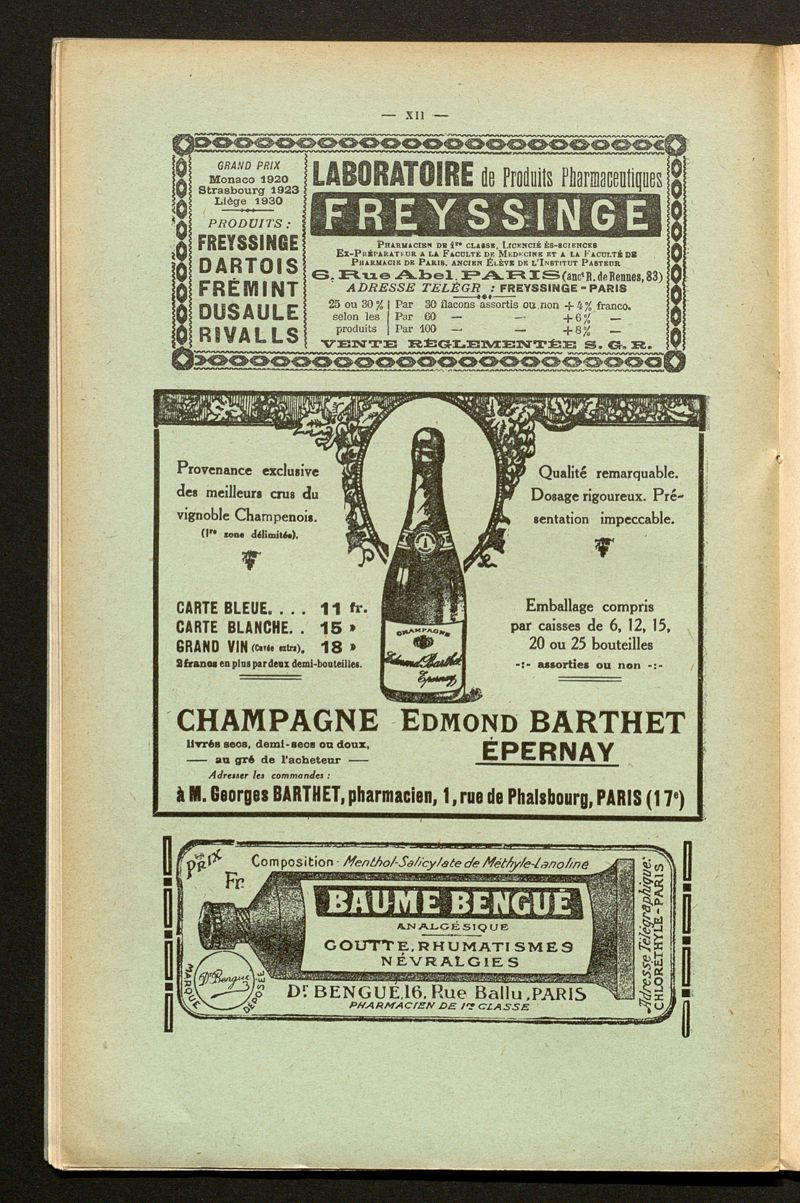 — XII —
GRAND PRIX
Monaco 1920
Strasbourg 1923
Liège 1930
PRODUITS :
FREYSSINGE
DARTOIS
FRÉMINT
DUSAULE
RIVALLS
LABORATOIRE de Produits Pharmaceutiques
FREYSSINGE
PHARMACIEN DE 1re CLASSE, LICENCIÉ ÈS-SCIENCES
EX-PRÉPARATEUR A LA FACULTÉ DE MEDECINE ET A LA FACULTÉ DE
PHARMACIE DE PARIS, ANCIEN ÉLÈVE DE L'INSTITUT PASTEUR
6, Rue Abel, PARIS (anct R. de Rennes, 83)
ADRESSE TELÉGR : FREYSSINGE - PARIS
25 ou 30 % | Par 30 flacons assortis ou non + 4 % franco.
selon les | Par 60 — — + 6 % —
produits | Par 100 — — + 8 % —
VENTE RÉGLEMENTÉE S. G. R.
Provenance exclusive
des meilleurs crus du
vignoble Champenois.
(1re zone délimitée).
Qualité remarquable.
Dosage rigoureux. Pré-
sentation impeccable.
CARTE BLEUE. . . . 11 fr.
CARTE BLANCHE. . 15 »
GRAND VIN (Cuvée extra). 18 »
2 francs en plus par deux demi-bouteilles.
Emballage compris
par caisses de 6, 12, 15,
20 ou 25 bouteilles
-:- assorties ou non -:-
CHAMPAGNE
Edmond Barthet
Epernay
CHAMPAGNE EDMOND BARTHET
livrés secs, demi-secs ou doux,
— au gré de l'acheteur —
ÉPERNAY
Adresser les commandes :
à M. Georges BARTHET, pharmacien, 1, rue de Phalsbourg, PARIS (17e)
PRIX
Fr.
Composition : Menthol-Salicylate de Méthyle-Lanoline
BAUME BENGUÉ
ANALGÉSIQUE
GOUTTE, RHUMATISMES
NÉVRALGIES
Dr Bengué
MARQUE DÉPOSÉE
Dr BENGUÉ, 16, Rue Ballu, PARIS
PHARMACIEN DE 1re CLASSE
Adresse Télégraphique:
CHLORÉTHYLE-PARIS